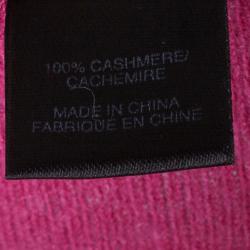 100% CASHMERE/
CACHEMIRE
MADE IN CHINA
FABRIQUE EN CHINE